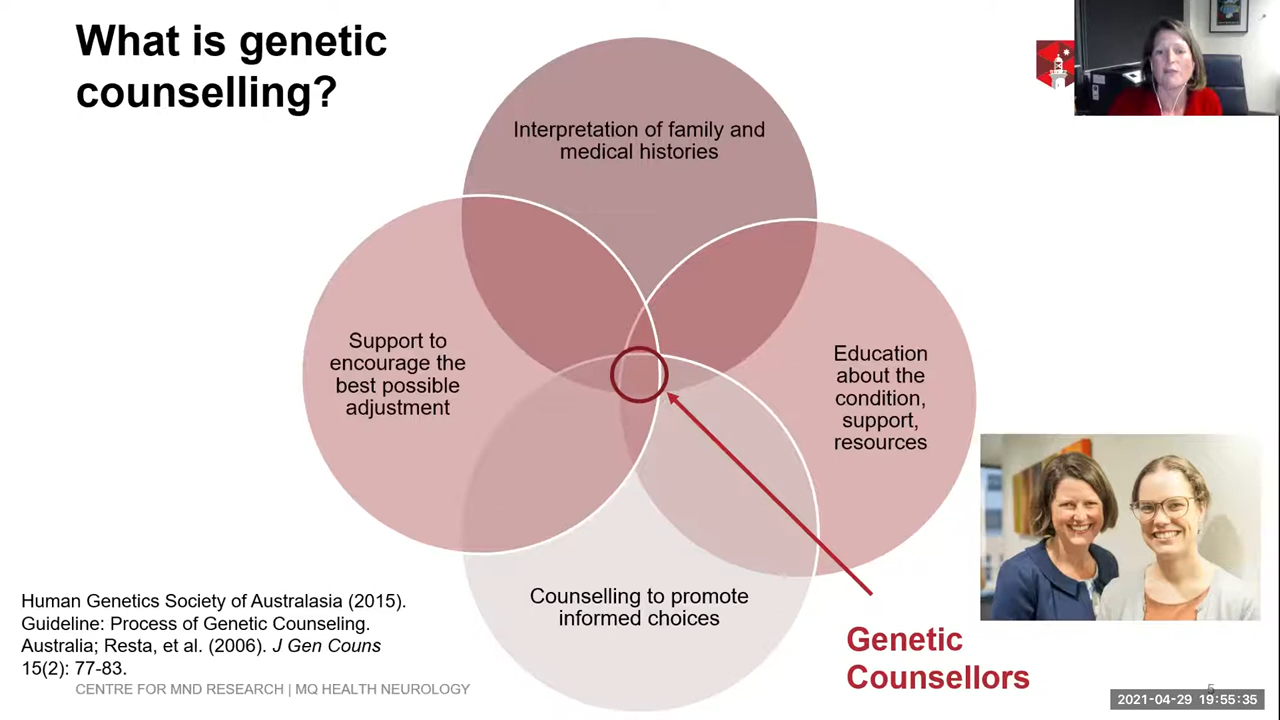 What is genetic
counselling?
Interpretation of family and
medical histories
Support to
encourage the
best possible
adjustment
Education
about the
condition,
support,
resources
Counselling to promote
informed choices
Genetic
Counsellors
Human Genetics Society of Australasia (2015).
Guideline: Process of Genetic Counseling.
Australia; Resta, et al. (2006). J Gen Couns
15(2): 77-83.
CENTRE FOR MND RESEARCH | MQ HEALTH NEUROLOGY
5
2021-04-29 19:55:35